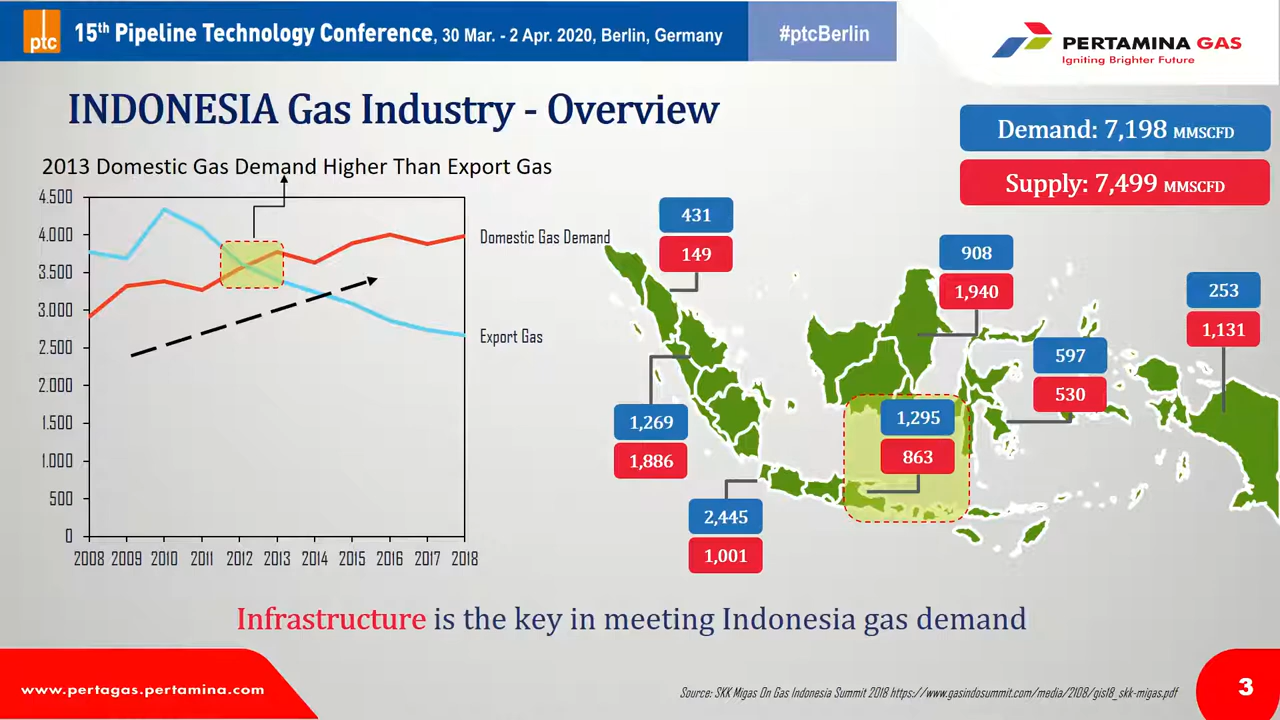 ptc
15th Pipeline Technology Conference, 30 Mar. - 2 Apr. 2020, Berlin, Germany
#ptcBerlin
PERTAMINA GAS
Igniting Brighter Future
INDONESIA Gas Industry - Overview
Demand: 7,198 MMSCFD
Supply: 7,499 MMSCFD
2013 Domestic Gas Demand Higher Than Export Gas
4.500
4.000
3.500
3.000
2.500
2.000
1.500
1.000
500
0
2008 2009 2010 2011 2012 2013 2014 2015 2016 2017 2018
Domestic Gas Demand
Export Gas
431
149
908
1,940
253
1,131
597
530
1,269
1,886
1,295
863
2,445
1,001
Infrastructure is the key in meeting Indonesia gas demand
www.pertagas.pertamina.com
Source: SKK Migas On Gas Indonesia Summit 2018 https://www.gasindosummit.com/media/2108/gis18_skk-migas.pdf
3